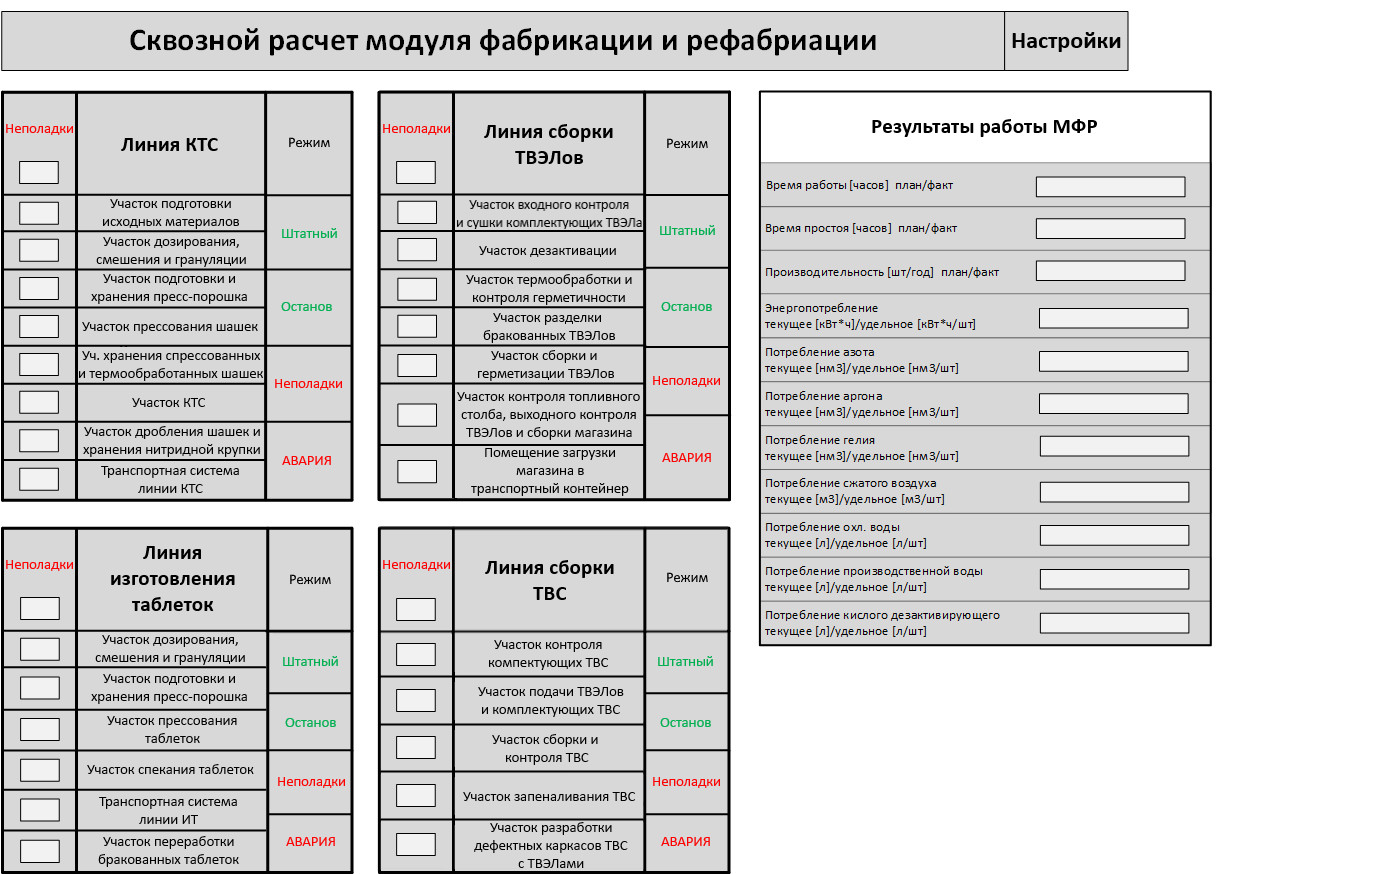 Сквозной расчет модуля фабрикации и рефабриации
Настройки
Неполадки
Линия КТС
Режим
Участок подготовки
исходных материалов
Участок дозирования,
смешения и грануляции
Участок подготовки и
хранения пресс-порошка
Участок прессования шашек
Уч. хранения спрессованных
и термообработанных шашек
Участок КТС
Участок дробления шашек и
хранения нитридной крупки
Транспортная система
линии КТС
Штатный
Останов
Неполадки
АВАРИЯ
Неполадки
Линия сборки
ТВЭЛов
Режим
Участок входного контроля
и сушки комплектующих ТВЭЛа
Участок дезактивации
Участок термообработки и
контроля герметичности
Участок разделки
бракованных ТВЭЛов
Участок сборки и
герметизации ТВЭЛов
Участок контроля топливного
столба, выходного контроля
ТВЭЛов и сборки магазина
Помещение загрузки
магазина в
транспортный контейнер
Штатный
Останов
Неполадки
АВАРИЯ
Результаты работы МФР
Время работы [часов]  план/факт
Время простоя [часов]  план/факт
Производительность [шт/год]  план/факт
Энергопотребление
текущее [кВт*ч]/удельное [кВт*ч/шт]
Потребление азота
текущее [нм3]/удельное [нм3/шт]
Потребление аргона
текущее [нм3]/удельное [нм3/шт]
Потребление гелия
текущее [нм3]/удельное [нм3/шт]
Потребление сжатого воздуха
текущее [м3]/удельное [м3/шт]
Потребление охл. воды
текущее [л]/удельное [л/шт]
Потребление производственной воды
текущее [л]/удельное [л/шт]
Потребление кислого дезактивирующего
текущее [л]/удельное [л/шт]
Неполадки
Линия
изготовления
таблеток
Режим
Участок дозирования,
смешения и грануляции
Участок подготовки и
хранения пресс-порошка
Участок прессования
таблеток
Участок спекания таблеток
Транспортная система
линии ИТ
Участок переработки
бракованных таблеток
Штатный
Останов
Неполадки
АВАРИЯ
Неполадки
Линия сборки
ТВС
Режим
Участок контроля
компектующих ТВС
Участок подачи ТВЭЛов
и комплектующих ТВС
Участок сборки и
контроля ТВС
Участок запеналивания ТВС
Участок разработки
дефектных каркасов ТВС
с ТВЭЛами
Штатный
Останов
Неполадки
АВАРИЯ